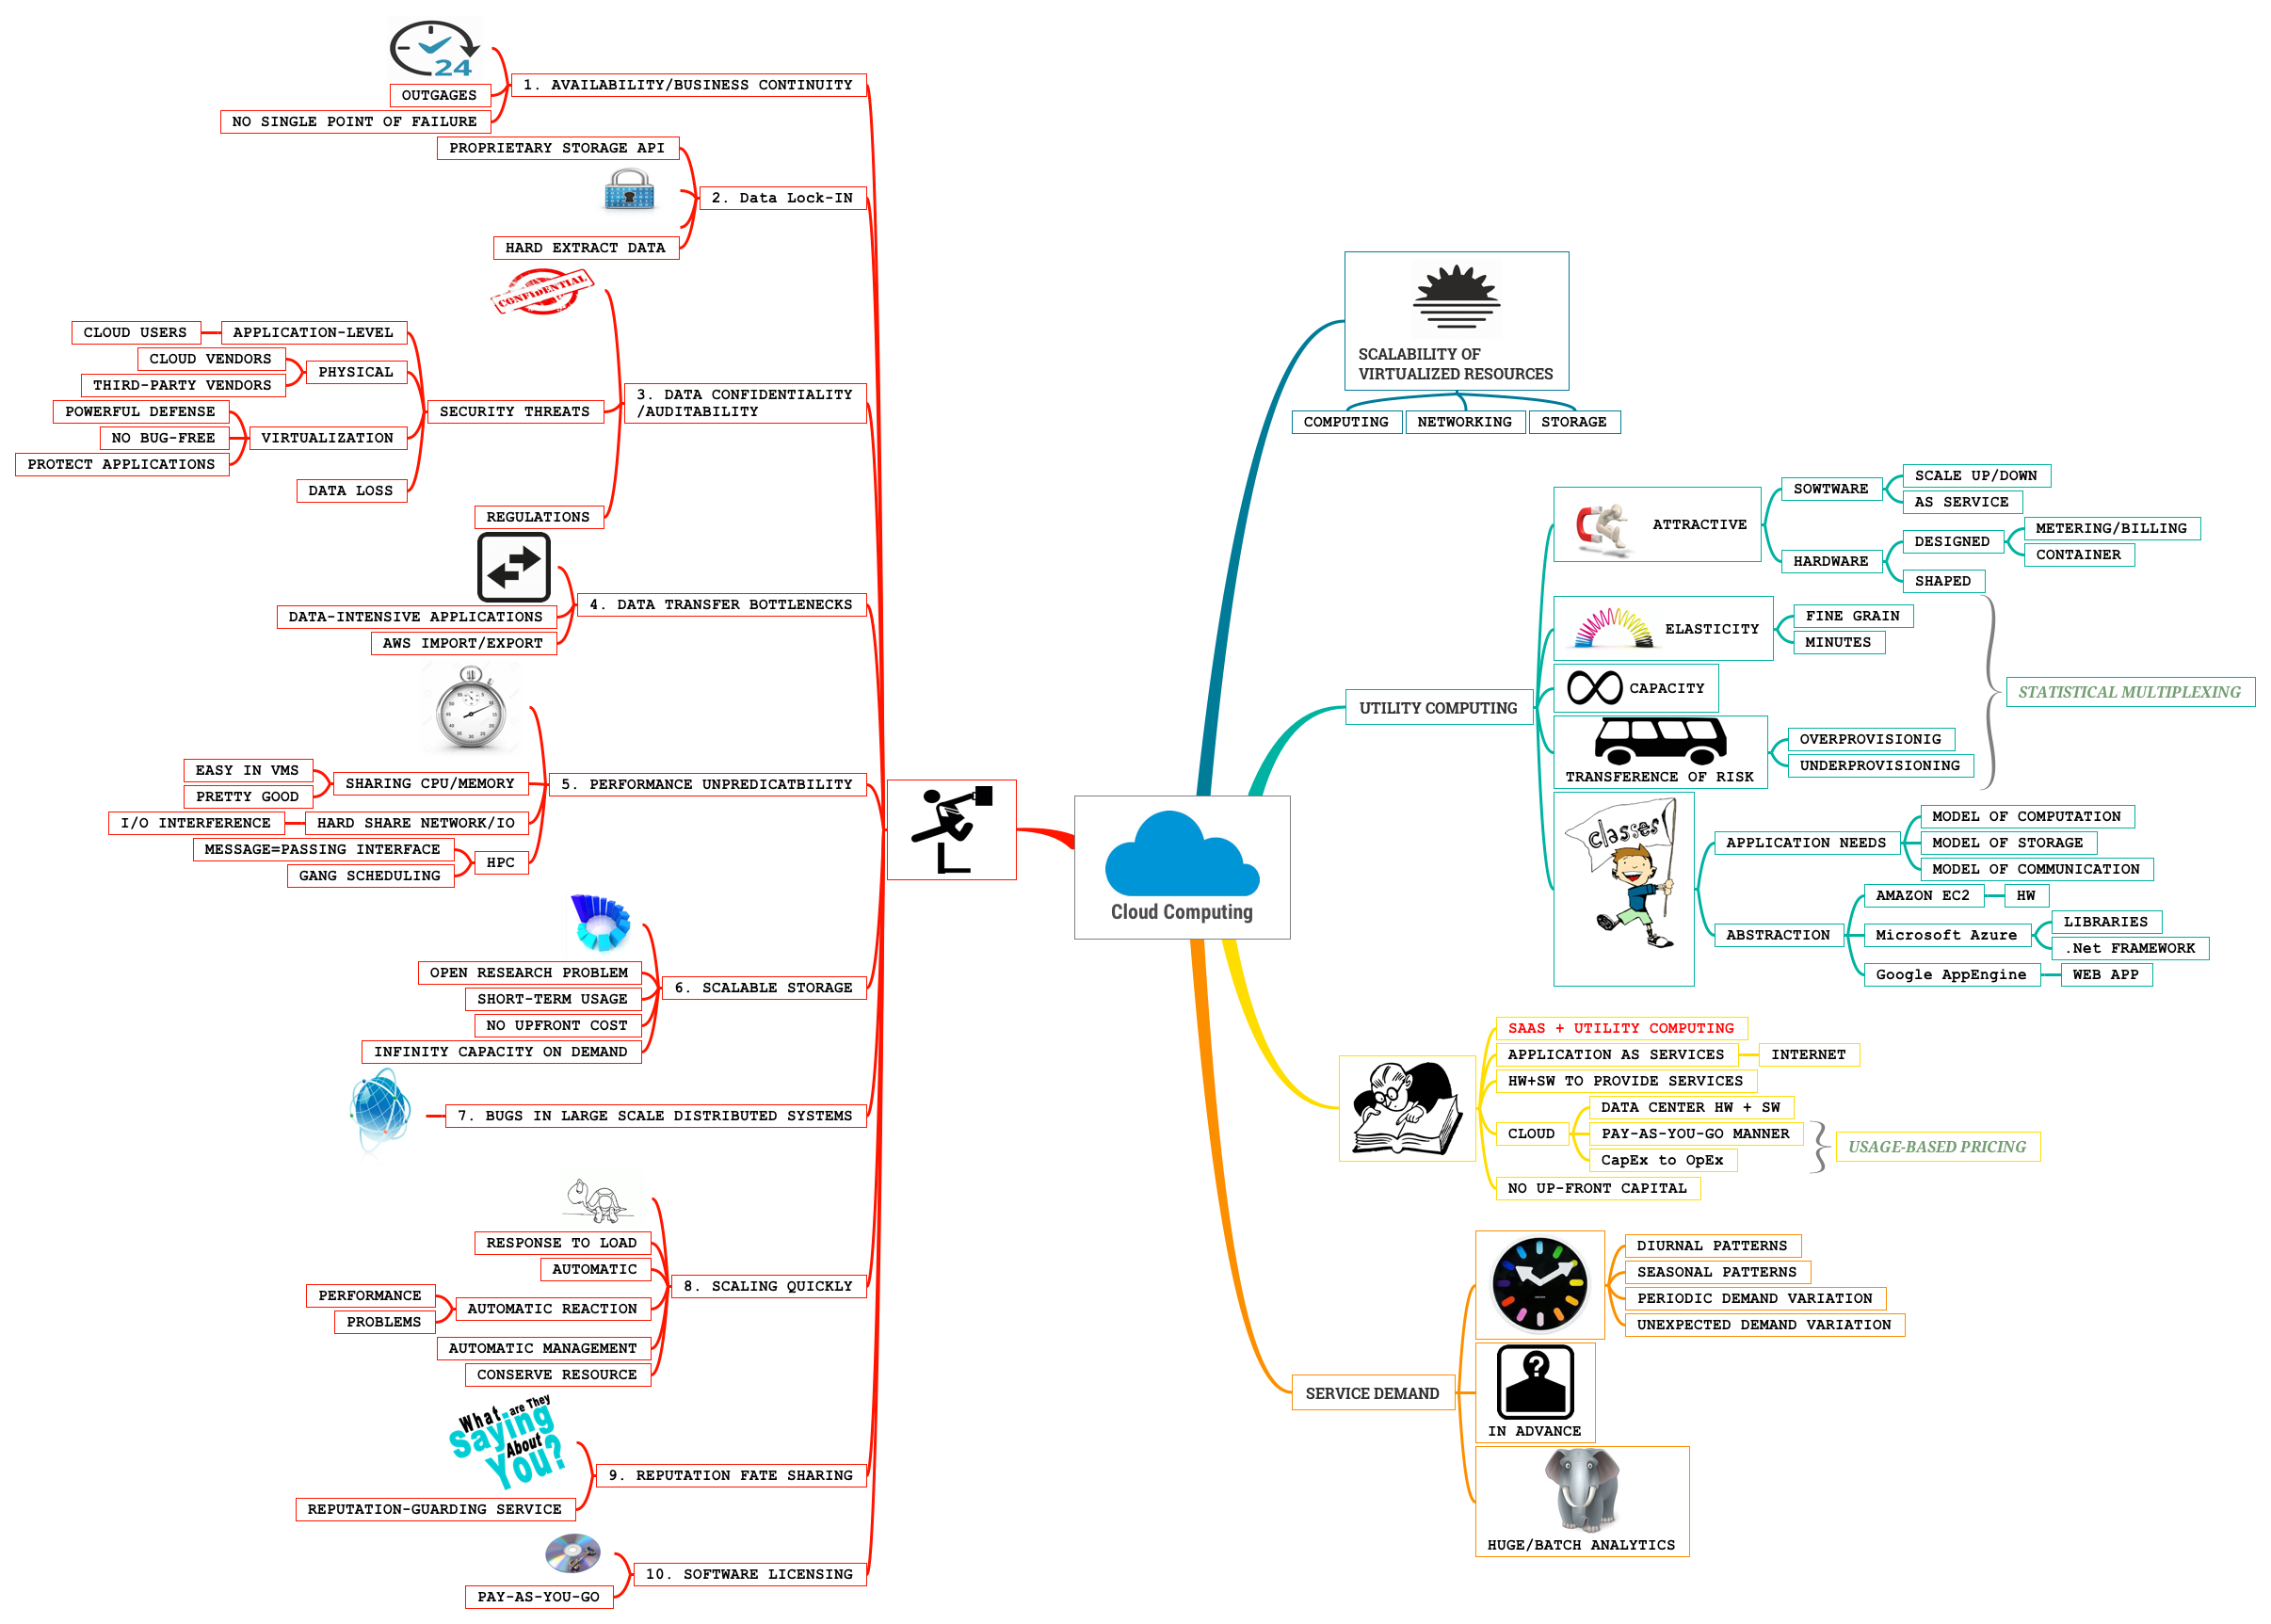 24
1. AVAILABILITY/BUSINESS CONTINUITY
OUTGAGES
NO SINGLE POINT OF FAILURE
PROPRIETARY STORAGE API
2. Data Lock-IN
HARD EXTRACT DATA
CONFIDENTIAL
CLOUD USERS
APPLICATION-LEVEL
CLOUD VENDORS
PHYSICAL
THIRD-PARTY VENDORS
3. DATA CONFIDENTIALITY
/AUDITABILITY
SECURITY THREATS
POWERFUL DEFENSE
NO BUG-FREE
VIRTUALIZATION
PROTECT APPLICATIONS
DATA LOSS
REGULATIONS
4. DATA TRANSFER BOTTLENECKS
DATA-INTENSIVE APPLICATIONS
AWS IMPORT/EXPORT
EASY IN VMS
SHARING CPU/MEMORY
5. PERFORMANCE UNPREDICATBILITY
PRETTY GOOD
I/O INTERFERENCE
HARD SHARE NETWORK/IO
MESSAGE=PASSING INTERFACE
HPC
GANG SCHEDULING
OPEN RESEARCH PROBLEM
6. SCALABLE STORAGE
SHORT-TERM USAGE
NO UPFRONT COST
INFINITY CAPACITY ON DEMAND
7. BUGS IN LARGE SCALE DISTRIBUTED SYSTEMS
RESPONSE TO LOAD
AUTOMATIC
8. SCALING QUICKLY
PERFORMANCE
AUTOMATIC REACTION
PROBLEMS
AUTOMATIC MANAGEMENT
CONSERVE RESOURCE
What are They
Saying
About
You?
9. REPUTATION FATE SHARING
REPUTATION-GUARDING SERVICE
10. SOFTWARE LICENSING
PAY-AS-YOU-GO
Cloud Computing
SCALABILITY OF
VIRTUALIZED RESOURCES
COMPUTING
NETWORKING
STORAGE
UTILITY COMPUTING
ATTRACTIVE
SOWTWARE
SCALE UP/DOWN
AS SERVICE
HARDWARE
DESIGNED
METERING/BILLING
CONTAINER
SHAPED
ELASTICITY
FINE GRAIN
MINUTES
CAPACITY
STATISTICAL MULTIPLEXING
TRANSFERENCE OF RISK
OVERPROVISIONIG
UNDERPROVISIONING
classes!
APPLICATION NEEDS
MODEL OF COMPUTATION
MODEL OF STORAGE
MODEL OF COMMUNICATION
ABSTRACTION
AMAZON EC2
HW
Microsoft Azure
LIBRARIES
.Net FRAMEWORK
Google AppEngine
WEB APP
SAAS + UTILITY COMPUTING
APPLICATION AS SERVICES
INTERNET
HW+SW TO PROVIDE SERVICES
CLOUD
DATA CENTER HW + SW
PAY-AS-YOU-GO MANNER
CapEx to OpEx
USAGE-BASED PRICING
NO UP-FRONT CAPITAL
SERVICE DEMAND
DIURNAL PATTERNS
SEASONAL PATTERNS
PERIODIC DEMAND VARIATION
UNEXPECTED DEMAND VARIATION
?
IN ADVANCE
HUGE/BATCH ANALYTICS